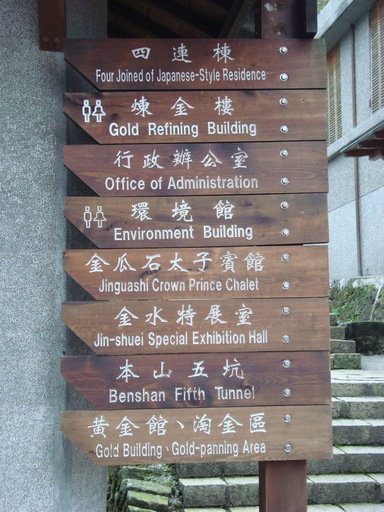 四連棟
Four Joined of Japanese-Style Residence
煉金樓
Gold Refining Building
行政辦公室
Office of Administration
環境館
Environment Building
金瓜石太子賓館
Jinguashi Crown Prince Chalet
金水特展室
Jin-shuei Special Exhibition Hall
本山五坑
Benshan Fifth Tunnel
黃金館、淘金區
Gold Building、Gold-panning Area